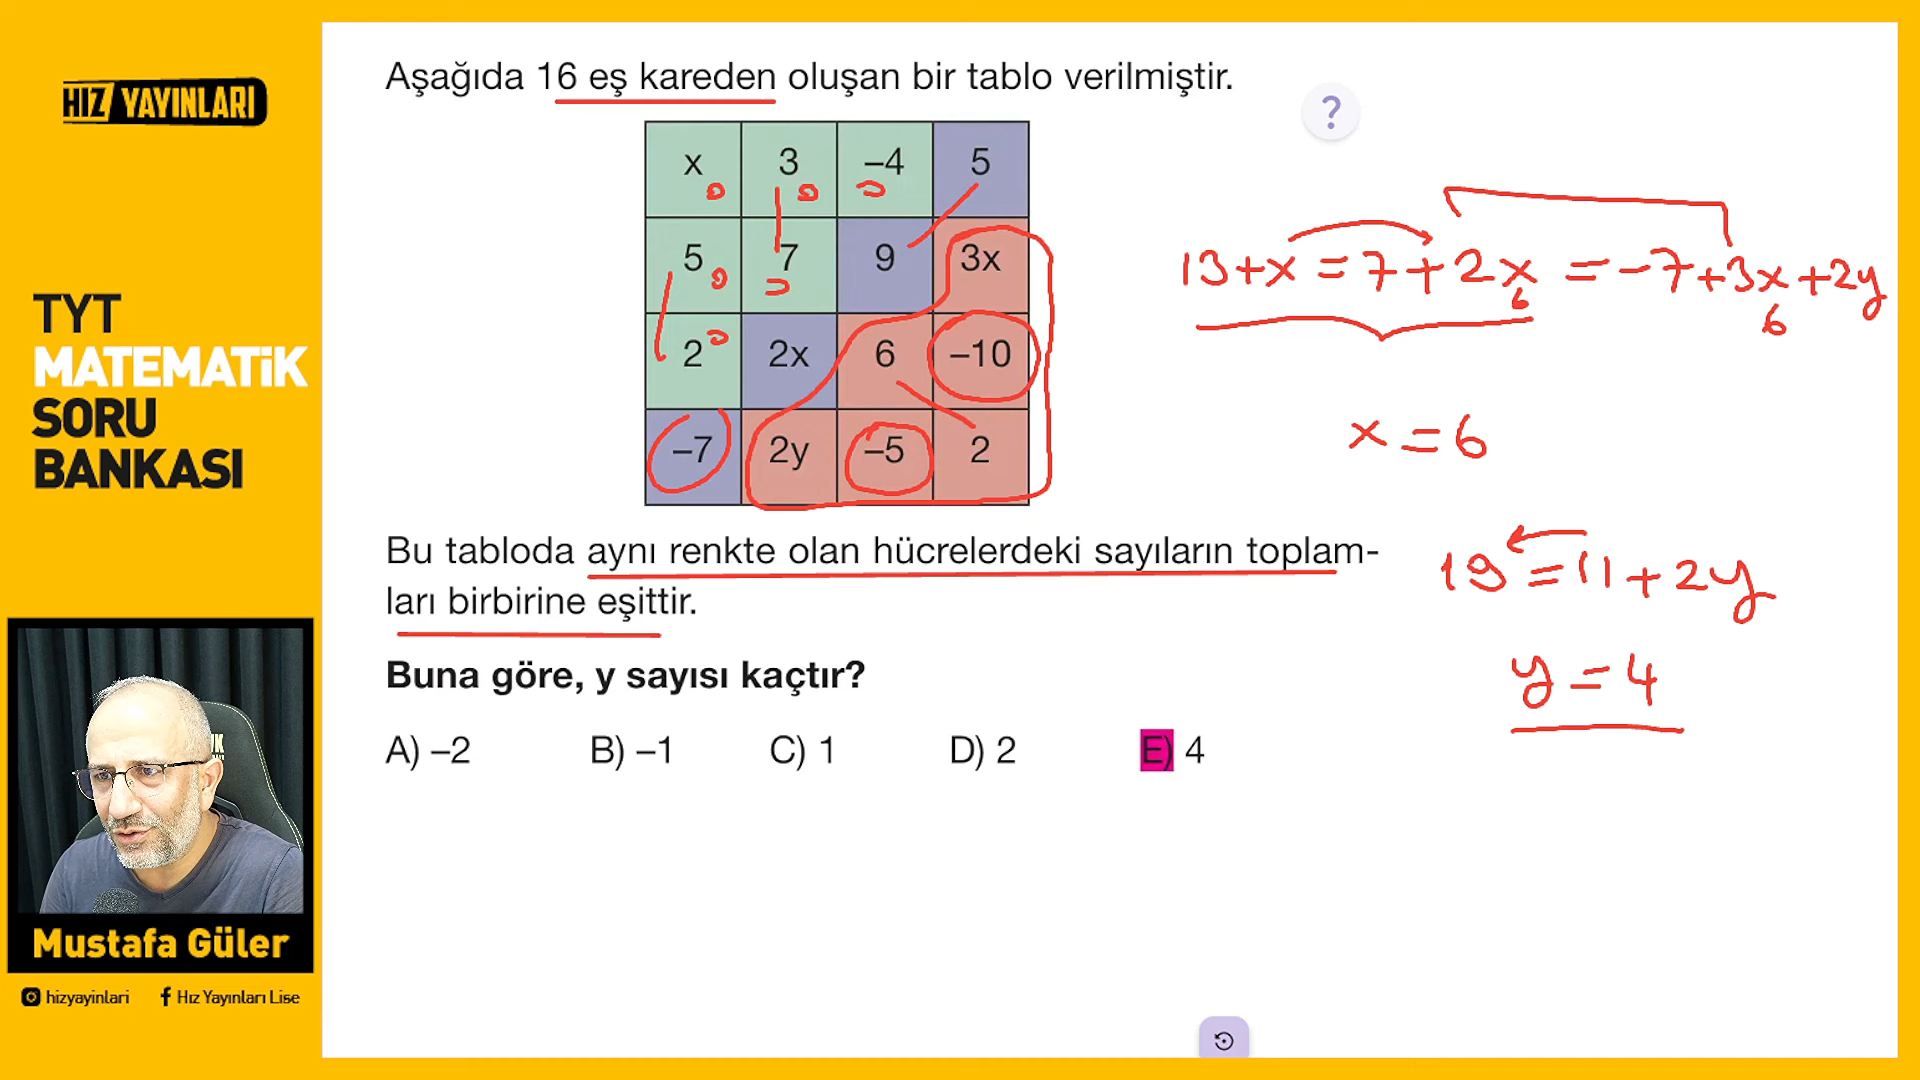 HIZ YAYINLARI
TYT
MATEMATİK
SORU
BANKASI
Mustafa Güler
hizyayinlari
Hız Yayınları Lise
Aşağıda 16 eş kareden oluşan bir tablo verilmiştir.
?
x 3 –4 5
5 7 9 3x
2 2x 6 –10
–7 2y –5 2
Bu tabloda aynı renkte olan hücrelerdeki sayıların toplam-
ları birbirine eşittir.
Buna göre, y sayısı kaçtır?
A) –2 B) –1 C) 1 D) 2 E) 4
13+x = 7+2x = -7+3x+2y
6 6
x = 6
19 = 11 + 2y
y = 4